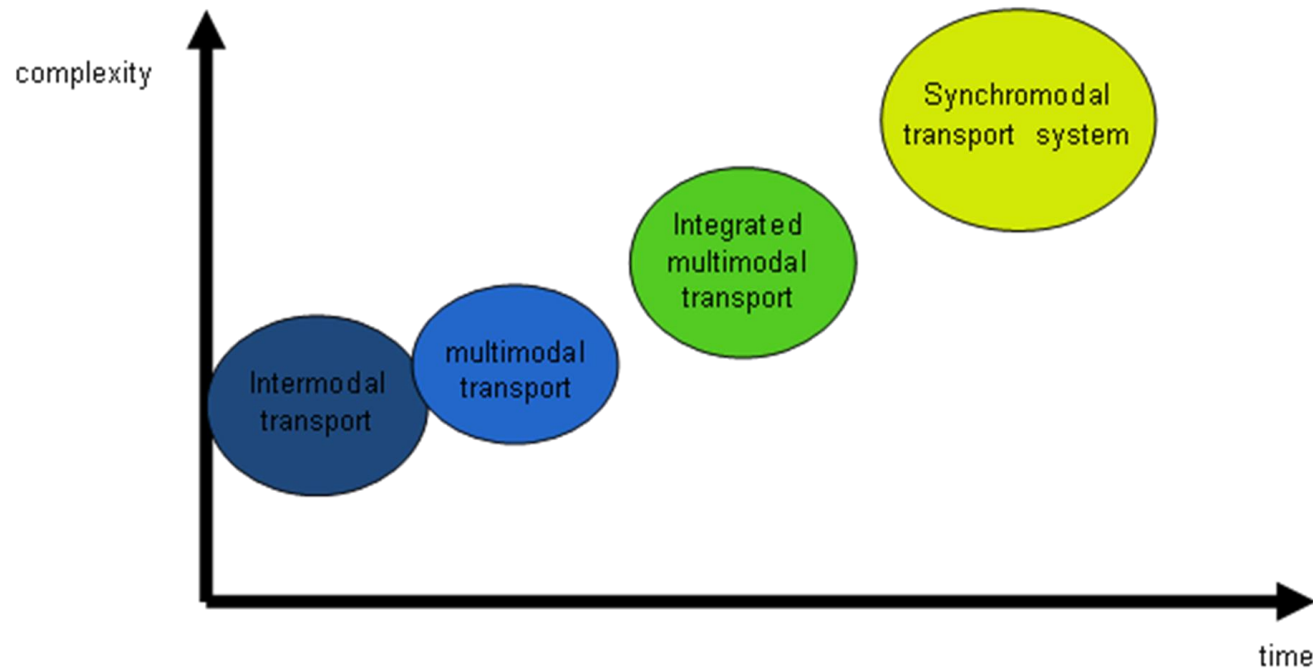 complexity
Synchromodal
transport system
Integrated
multimodal
transport
multimodal
transport
Intermodal
transport
time